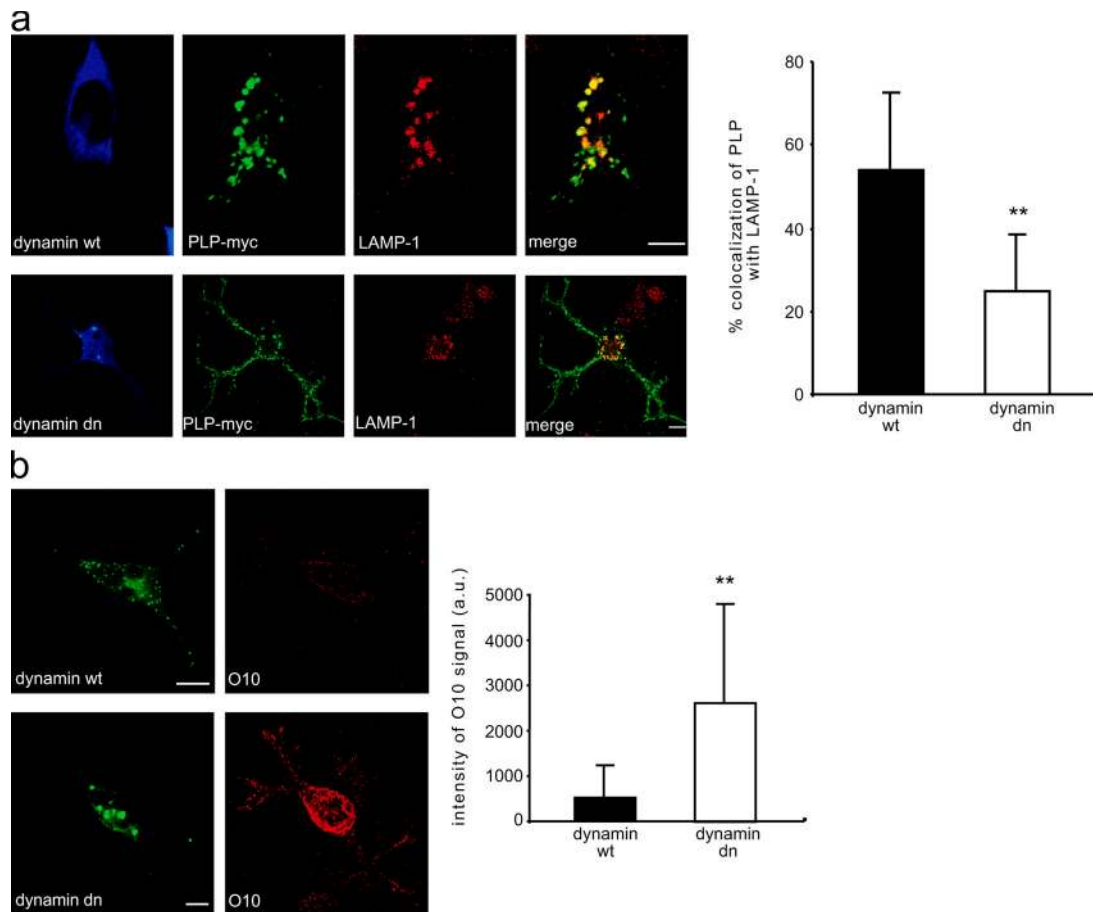 a
dynamin wt
PLP-myc
LAMP-1
merge
dynamin dn
PLP-myc
LAMP-1
merge
% colocalization of PLP
with LAMP-1
80
60
40
20
0
**
dynamin
wt
dynamin
dn
b
dynamin wt
O10
dynamin dn
O10
intensity of O10 signal (a.u.)
5000
4000
3000
2000
1000
0
**
dynamin
wt
dynamin
dn